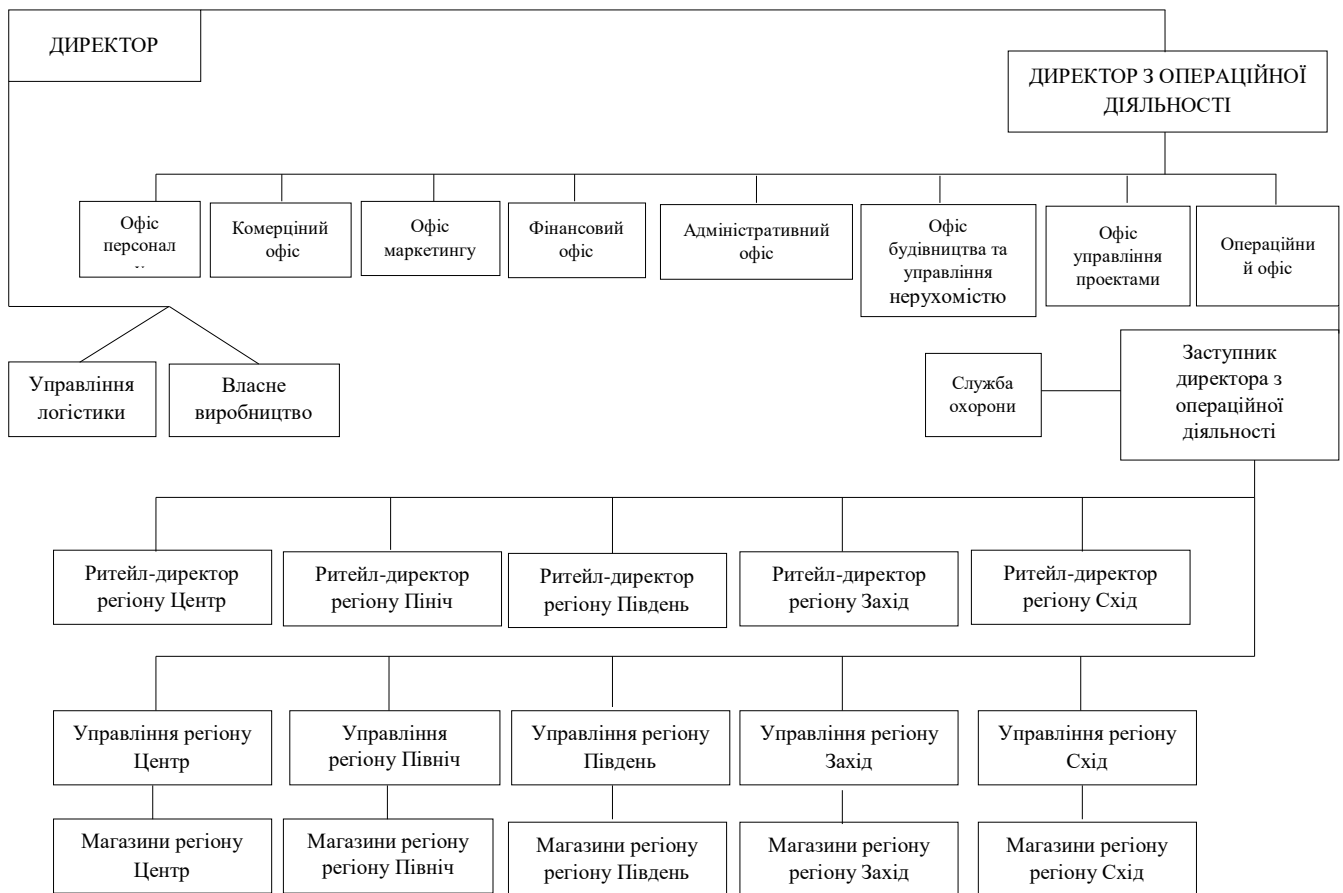 ДИРЕКТОР
ДИРЕКТОР З ОПЕРАЦІЙНОЇ
ДІЯЛЬНОСТІ
Офіс
персонал
Комерціний
офіс
Офіс
маркетингу
Фінансовий
офіс
Адміністративний
офіс
Офіс
будівництва та
управління
нерухомістю
Офіс
управління
проектами
Операційни
й офіс
Управління
логістики
Власне
виробництво
Служба
охорони
Заступник
директора з
операційної
діяльності
Ритейл-директор
регіону Центр
Ритейл-директор
регіону Пініч
Ритейл-директор
регіону Південь
Ритейл-директор
регіону Захід
Ритейл-директор
регіону Схід
Управління регіону
Центр
Управління
регіону Північ
Управління регіону
Південь
Управління регіону
Захід
Управління регіону
Схід
Магазини регіону
Центр
Магазини регіону
регіону Північ
Магазини регіону
регіону Південь
Магазини регіону
регіону Захід
Магазини регіону
регіону Схід